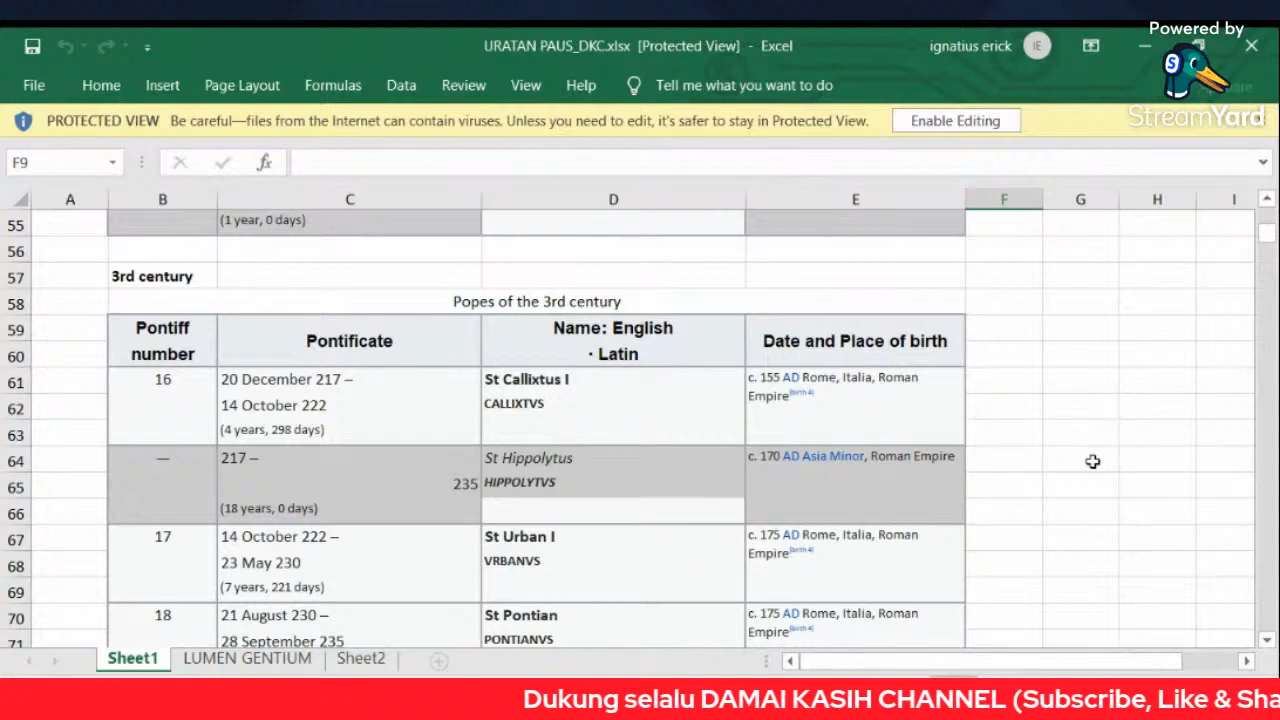 Powered by
StreamYard
URATAN PAUS_DKC.xlsx [Protected View] - Excel
ignatius erick
IE
File Home Insert Page Layout Formulas Data Review View Help Tell me what you want to do
PROTECTED VIEW Be careful—files from the Internet can contain viruses. Unless you need to edit, it's safer to stay in Protected View. Enable Editing
F9 fx
A B C D E F G H I
55 (1 year, 0 days)
56
57 3rd century
58 Popes of the 3rd century
59 Pontiff Name: English
Pontificate Date and Place of birth
60 number · Latin
61 16 20 December 217 – St Callixtus I c. 155 AD Rome, Italia, Roman
Empire[birth 4]
62 14 October 222 CALLIXTVS
63 (4 years, 298 days)
64 — 217 – St Hippolytus c. 170 AD Asia Minor, Roman Empire
65 235 HIPPOLYTVS
66 (18 years, 0 days)
67 17 14 October 222 – St Urban I c. 175 AD Rome, Italia, Roman
Empire[birth 4]
68 23 May 230 VRBANVS
69 (7 years, 221 days)
70 18 21 August 230 – St Pontian c. 175 AD Rome, Italia, Roman
Empire[birth 4]
71 28 September 235 PONTIANVS
Sheet1 LUMEN GENTIUM Sheet2
Dukung selalu DAMAI KASIH CHANNEL (Subscribe, Like & Sha